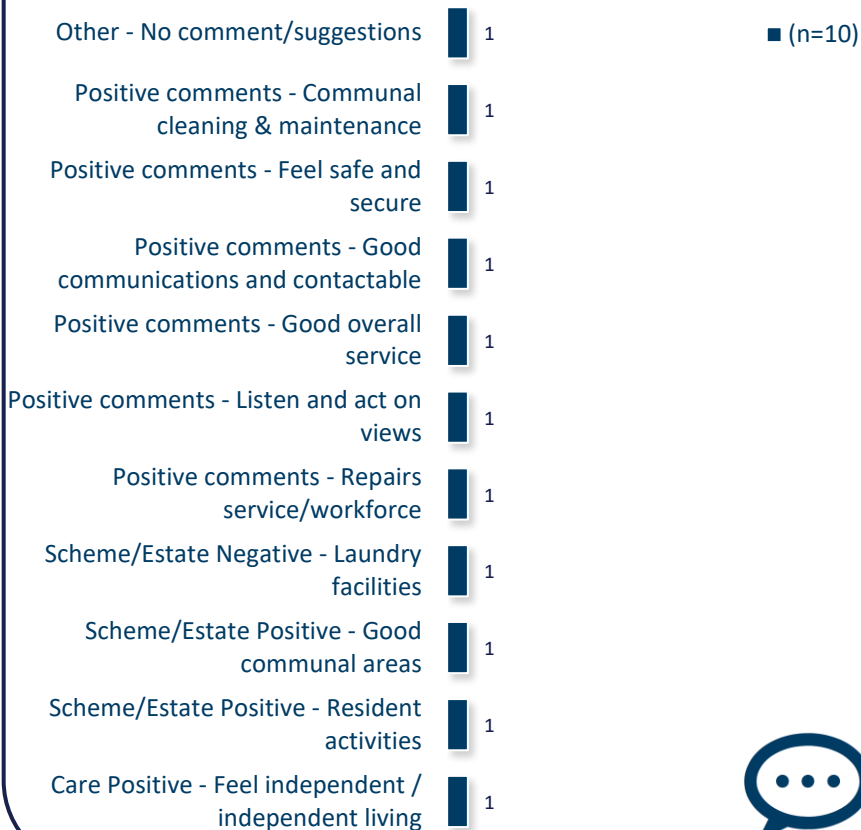 Other - No comment/suggestions
1
■ (n=10)
Positive comments - Communal
cleaning & maintenance
1
Positive comments - Feel safe and
secure
1
Positive comments - Good
communications and contactable
1
Positive comments - Good overall
service
1
Positive comments - Listen and act on
views
1
Positive comments - Repairs
service/workforce
1
Scheme/Estate Negative - Laundry
facilities
1
Scheme/Estate Positive - Good
communal areas
1
Scheme/Estate Positive - Resident
activities
1
Care Positive - Feel independent /
independent living
1